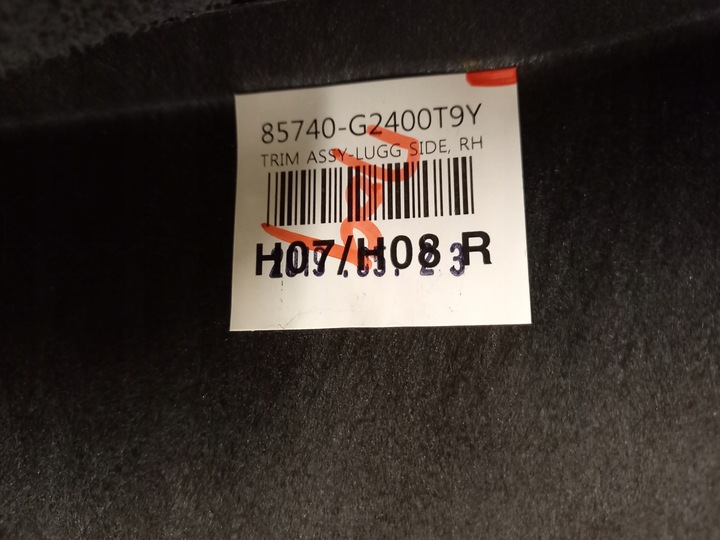 85740-G2400T9Y
TRIM ASSY-LUGG SIDE, RH
H07/H08 R